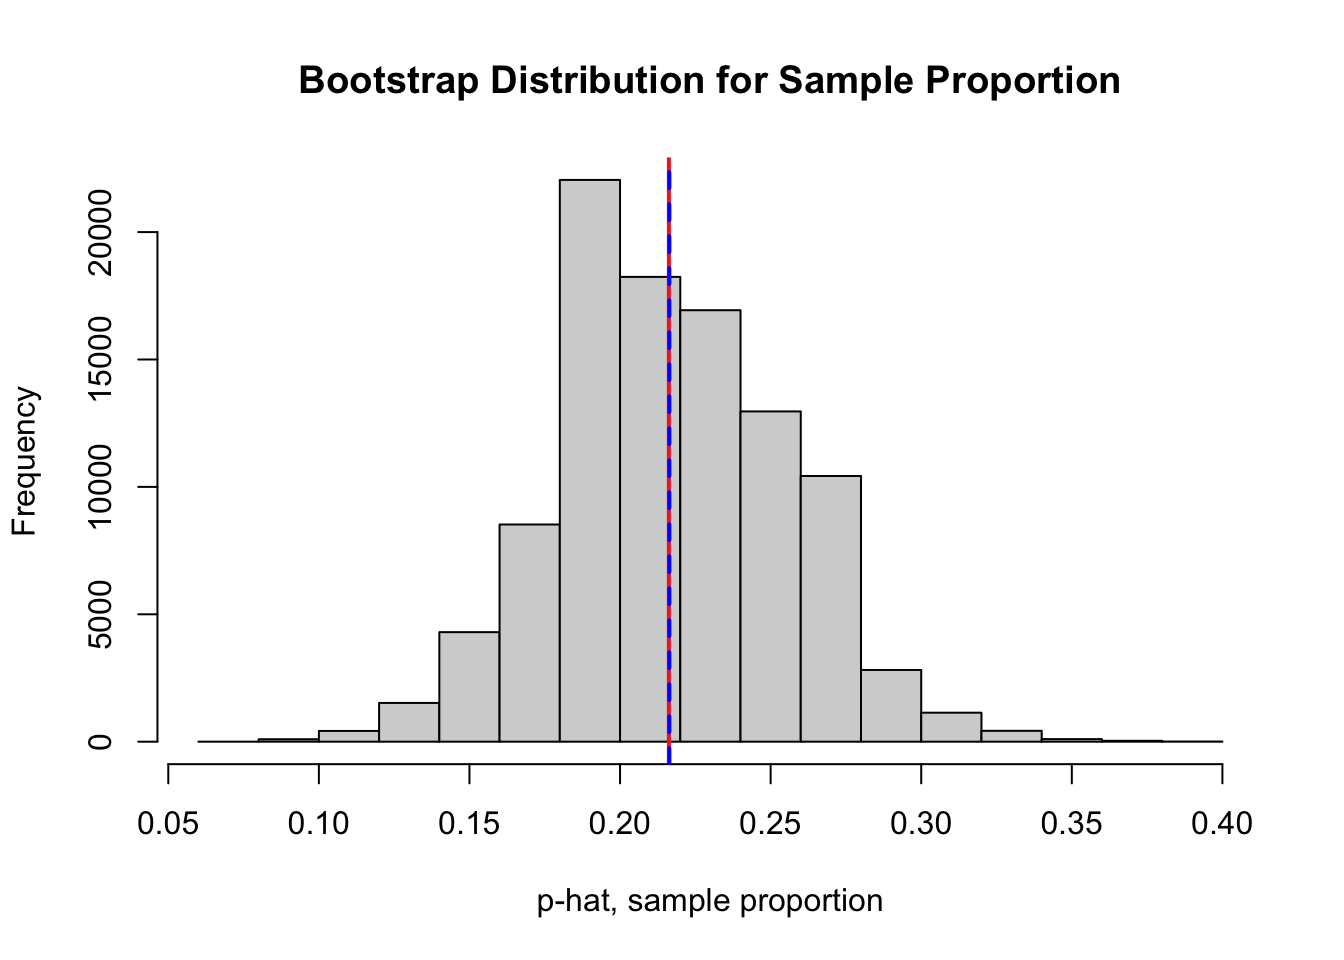 Bootstrap Distribution for Sample Proportion
Frequency
20000
15000
10000
5000
0
0.05 0.10 0.15 0.20 0.25 0.30 0.35 0.40
p-hat, sample proportion